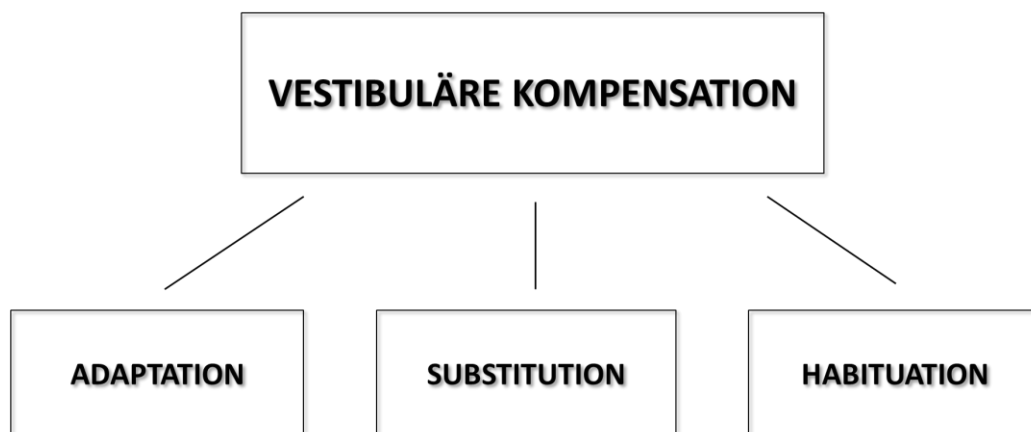 VESTIBULÄRE KOMPENSATION
ADAPTATION
SUBSTITUTION
HABITUATION